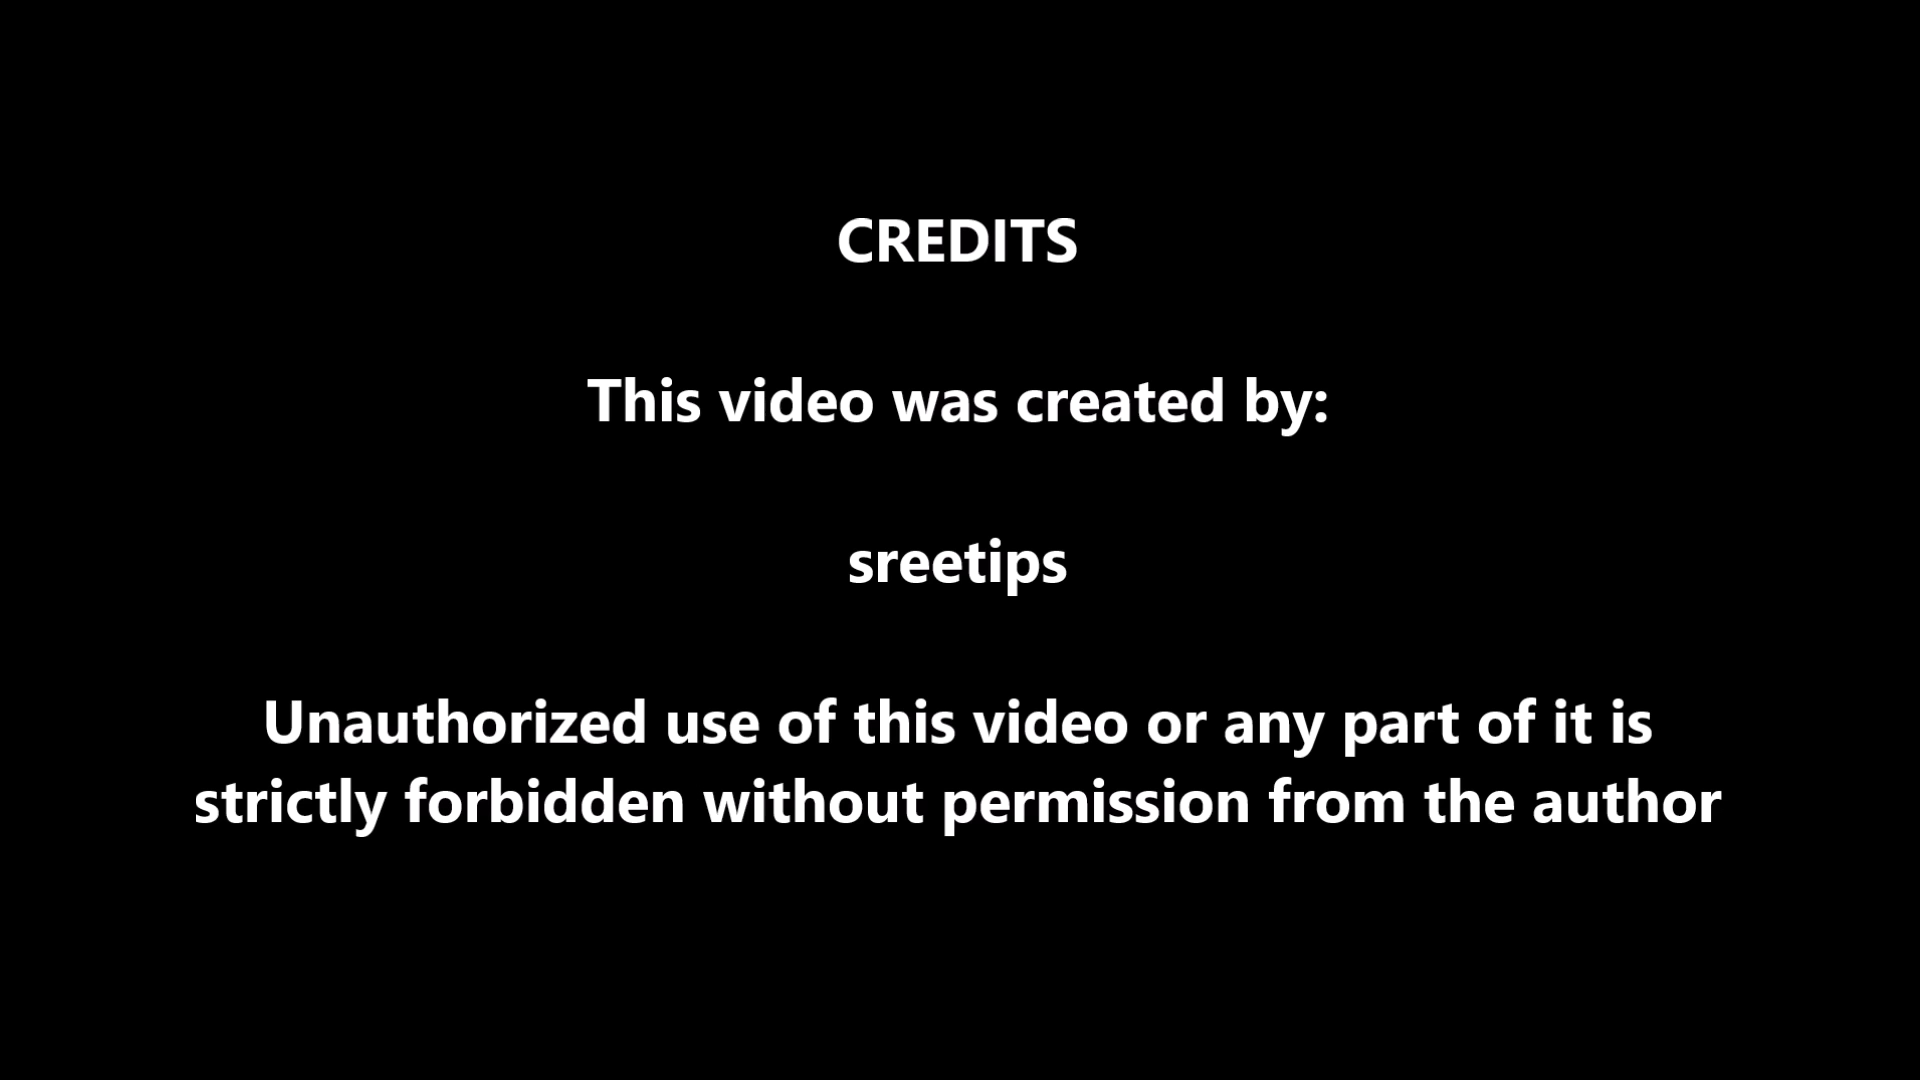 CREDITS
This video was created by:
sreetips
Unauthorized use of this video or any part of it is
strictly forbidden without permission from the author